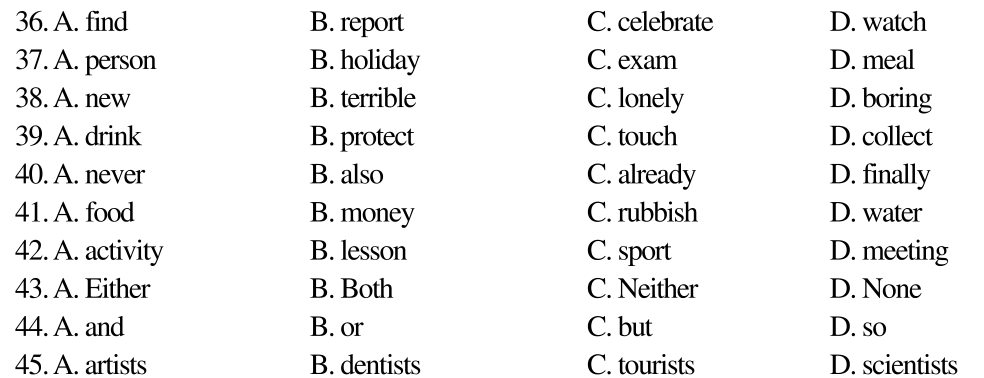 36. A. find B. report C. celebrate D. watch
37. A. person B. holiday C. exam D. meal
38. A. new B. terrible C. lonely D. boring
39. A. drink B. protect C. touch D. collect
40. A. never B. also C. already D. finally
41. A. food B. money C. rubbish D. water
42. A. activity B. lesson C. sport D. meeting
43. A. Either B. Both C. Neither D. None
44. A. and B. or C. but D. so
45. A. artists B. dentists C. tourists D. scientists